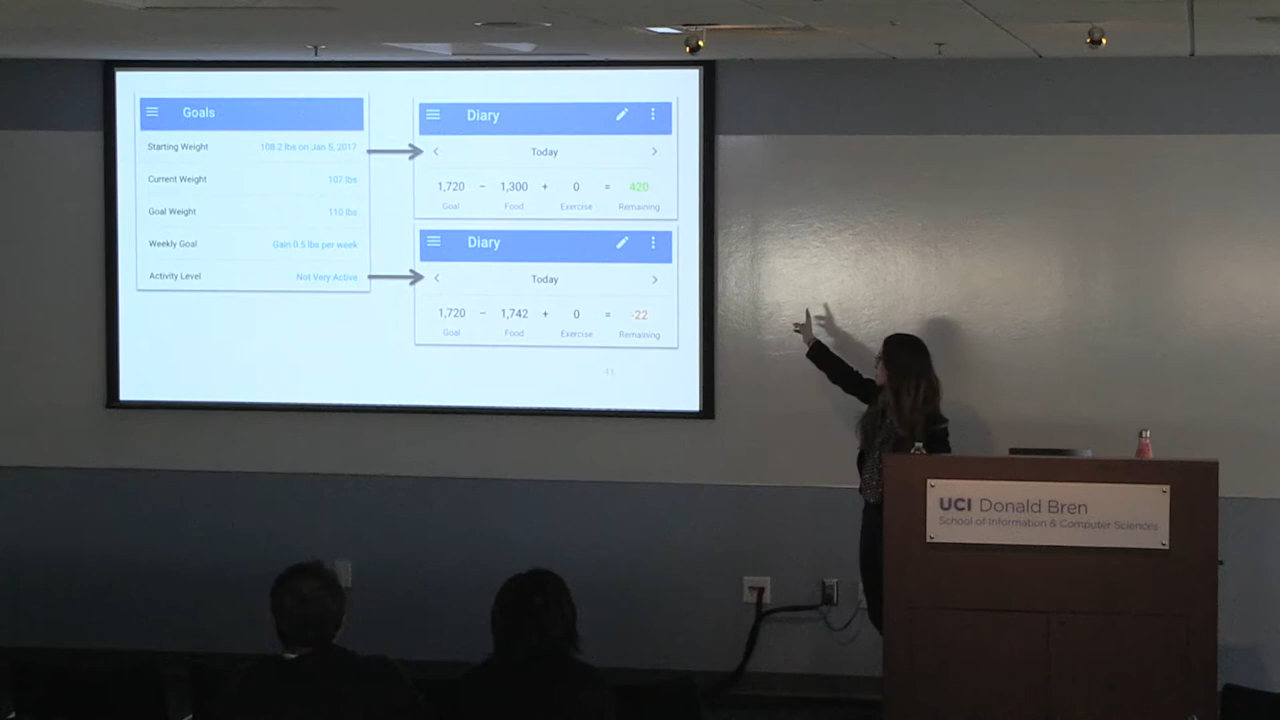 Goals
Starting Weight 108.2 lbs on Jan 5, 2017
Current Weight 107 lbs
Goal Weight 110 lbs
Weekly Goal Gain 0.5 lbs per week
Activity Level Not Very Active
Diary
Today
1,720 − 1,300 + 0 = 420
Goal Food Exercise Remaining
Diary
Today
1,720 − 1,742 + 0 = -22
Goal Food Exercise Remaining
41
UCI Donald Bren
School of Information & Computer Sciences